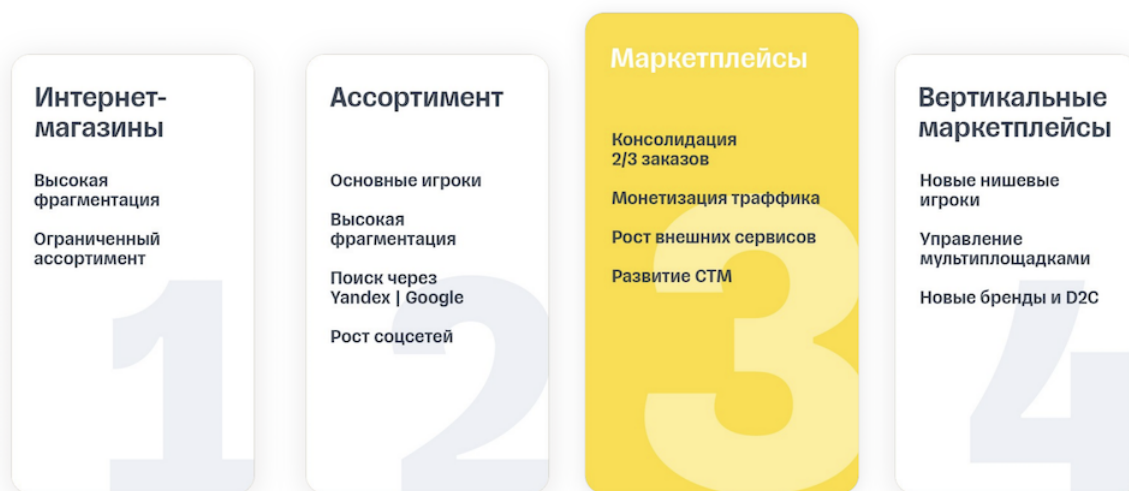 Интернет-
магазины
Высокая
фрагментация
Ограниченный
ассортимент
1
Ассортимент
Основные игроки
Высокая
фрагментация
Поиск через
Yandex | Google
Рост соцсетей
2
Маркетплейсы
Консолидация
2/3 заказов
Монетизация траффика
Рост внешних сервисов
Развитие СТМ
3
Вертикальные
маркетплейсы
Новые нишевые
игроки
Управление
мультиплощадками
Новые бренды и D2C
4